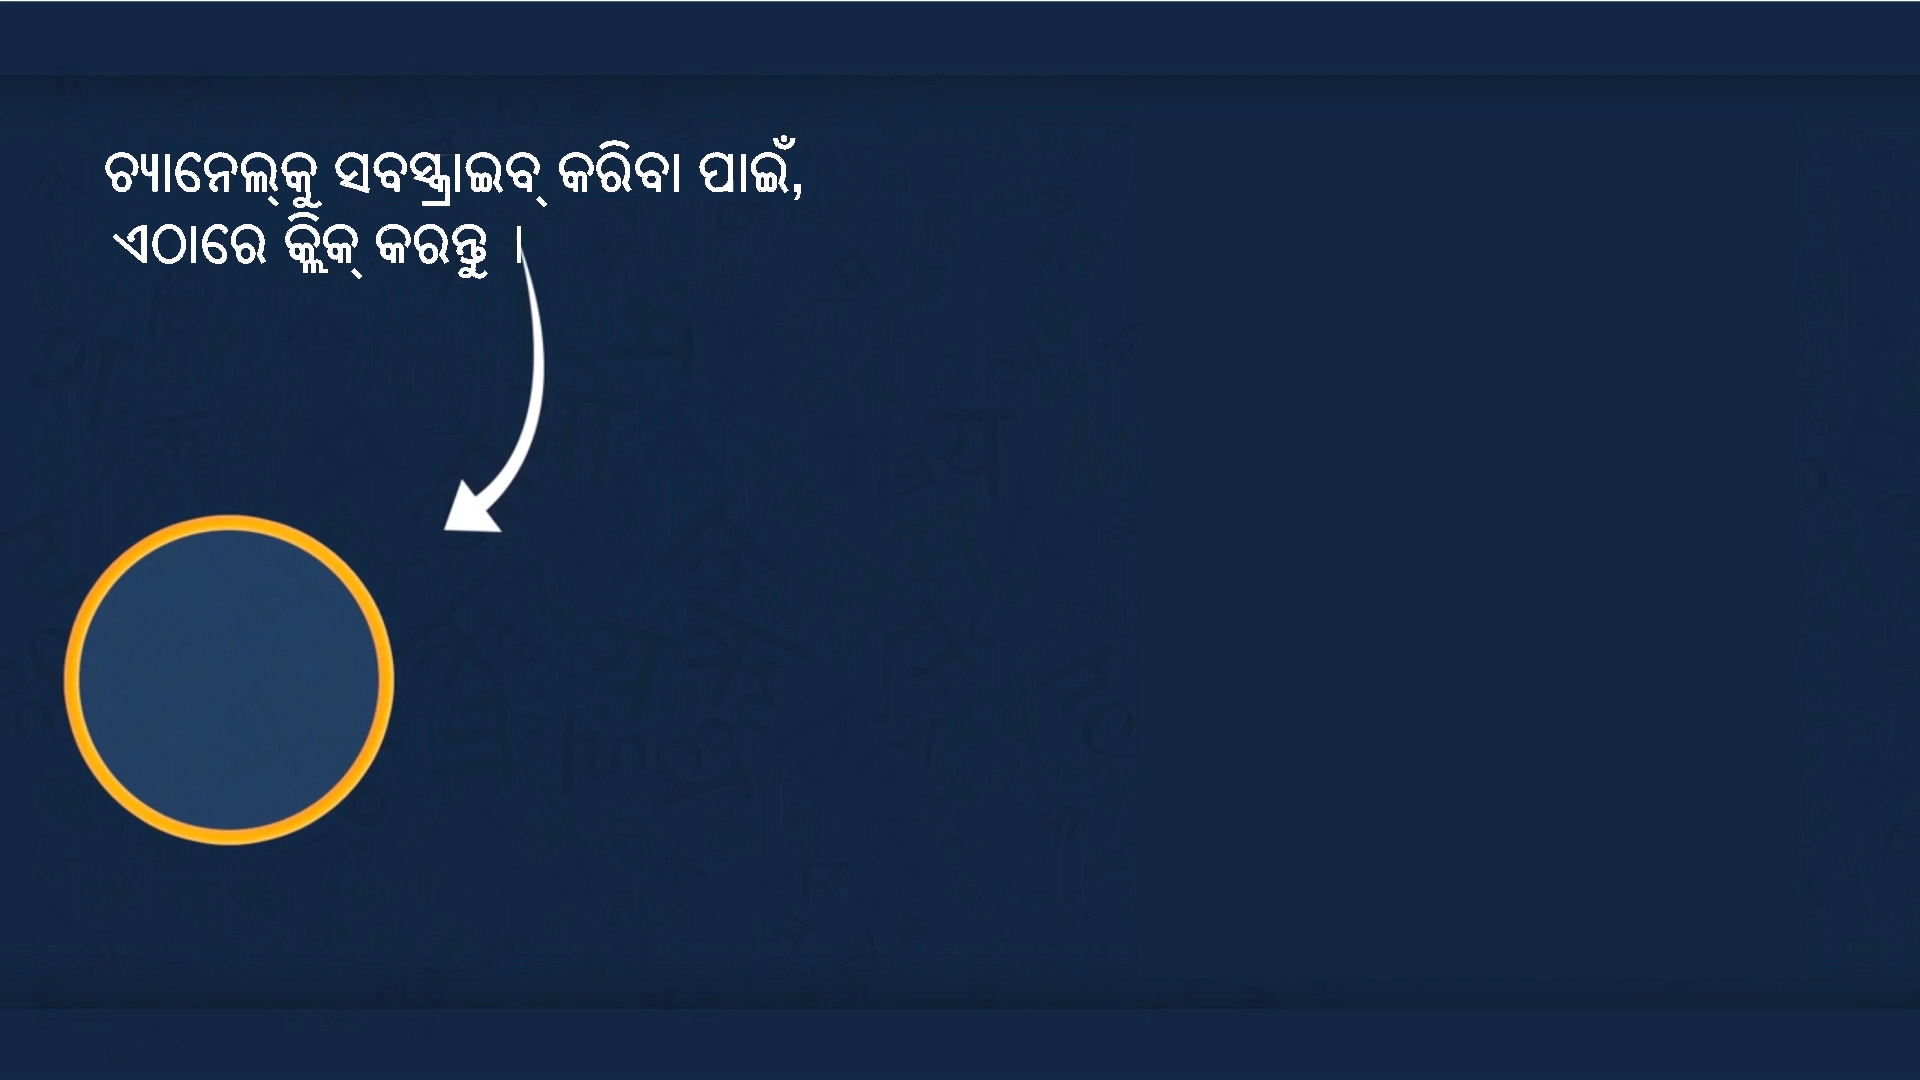 ଚ୍ୟାନେଲ୍‌କୁ ସବସ୍କ୍ରାଇବ୍ କରିବା ପାଇଁ,
ଏଠାରେ କ୍ଲିକ୍ କରନ୍ତୁ ।